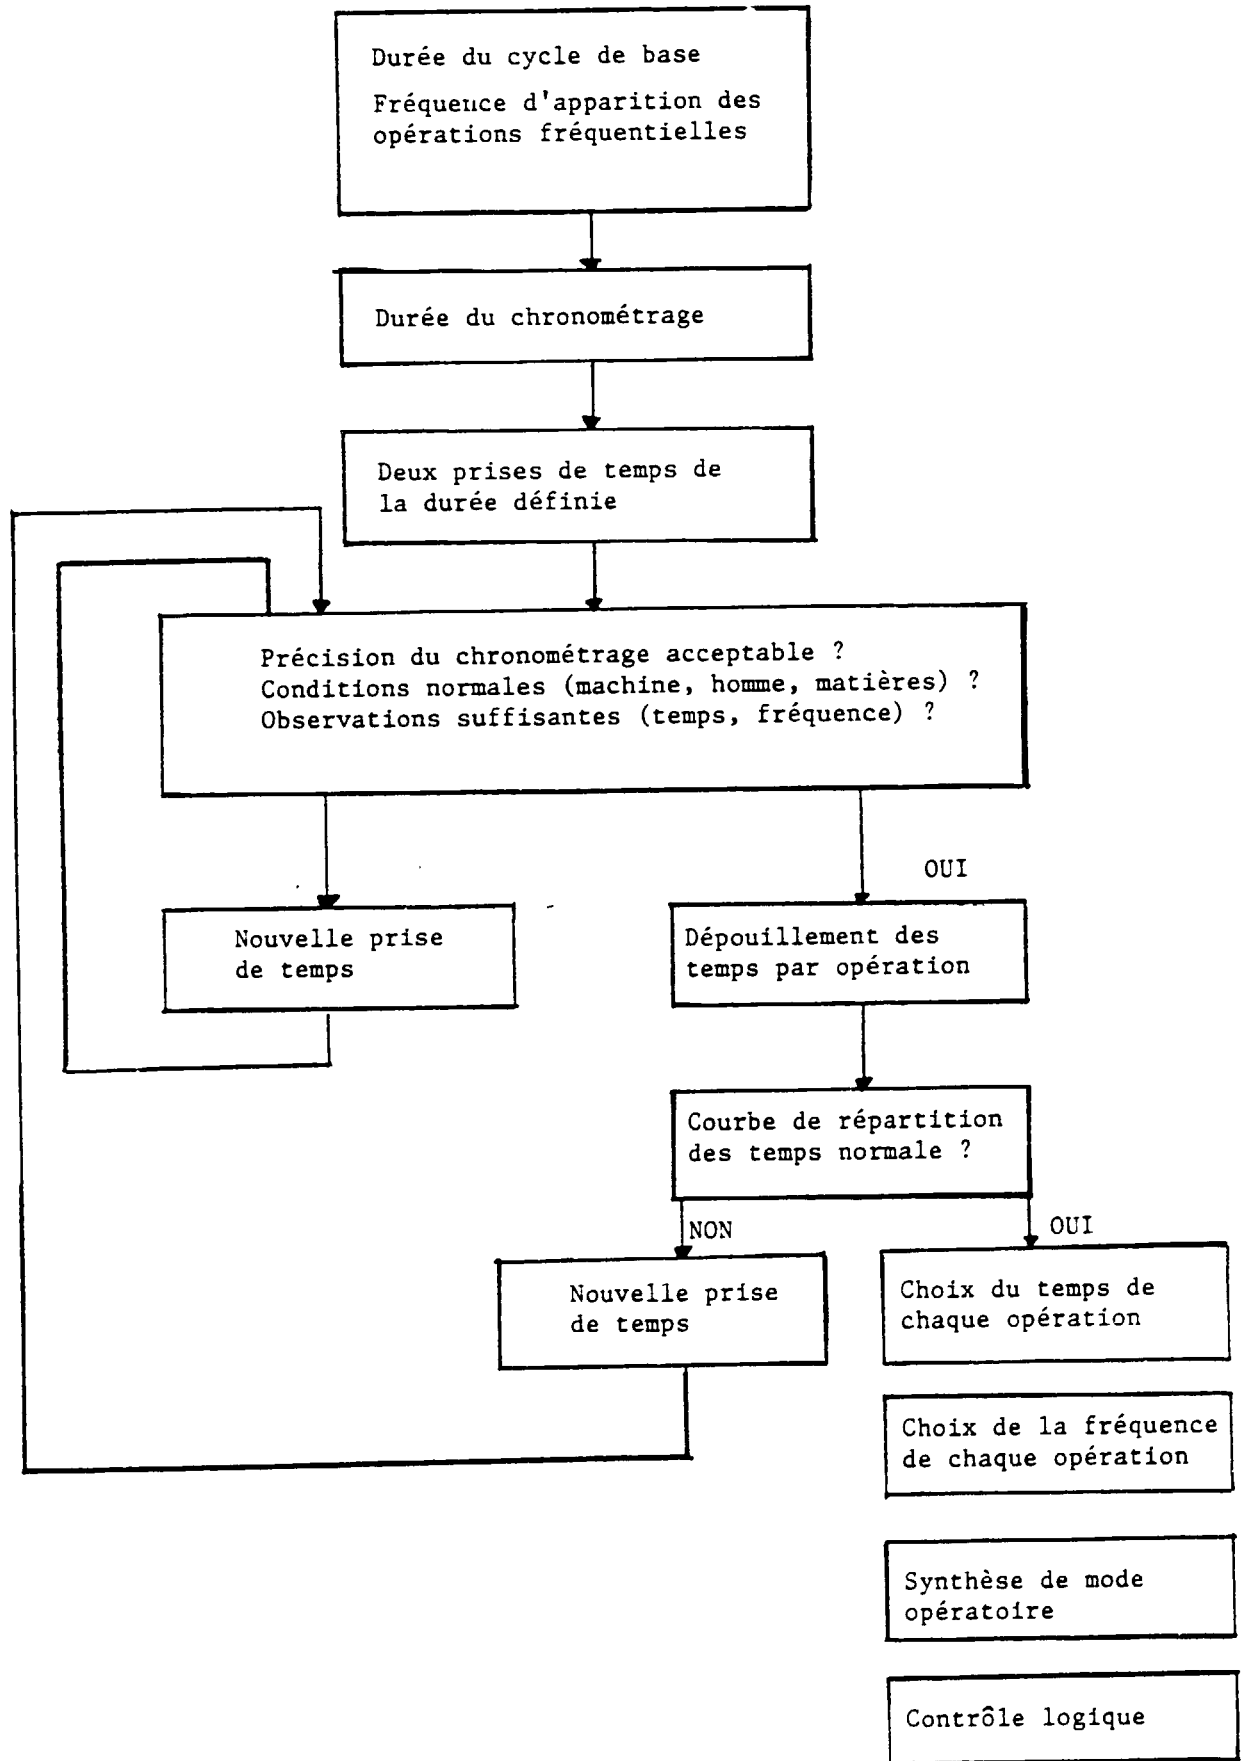 Durée du cycle de base
Fréquence d'apparition des
opérations fréquentielles
Durée du chronométrage
Deux prises de temps de
la durée définie
Précision du chronométrage acceptable ?
Conditions normales (machine, homme, matières) ?
Observations suffisantes (temps, fréquence) ?
OUI
Nouvelle prise
de temps
Dépouillement des
temps par opération
Courbe de répartition
des temps normale ?
NON
OUI
Nouvelle prise
de temps
Choix du temps de
chaque opération
Choix de la fréquence
de chaque opération
Synthèse de mode
opératoire
Contrôle logique